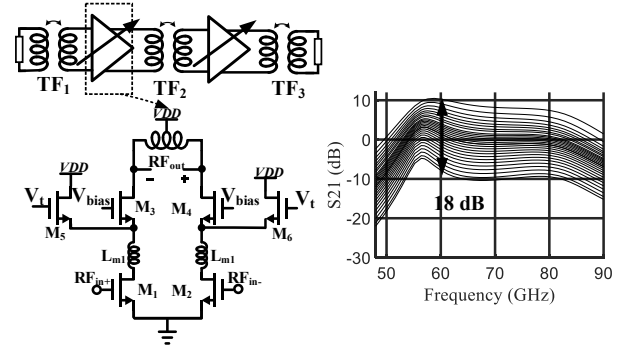 TF1
TF2
TF3
VDD
RFout
- +
VDD
VDD
Vt
Vbias
M3
M4
Vbias
Vt
M5
M6
Lm1
Lm1
RFin+
M1
M2
RFin-
S21 (dB)
10
0
-10
-20
-30
18 dB
50
60
70
80
90
Frequency (GHz)